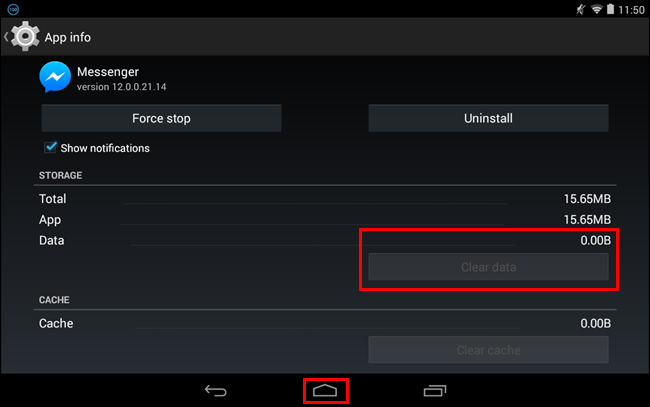 100
11:50
App info
Messenger
version 12.0.0.21.14
Force stop Uninstall
Show notifications
STORAGE
Total 15.65MB
App 15.65MB
Data 0.00B
Clear data
CACHE
Cache 0.00B
Clear cache